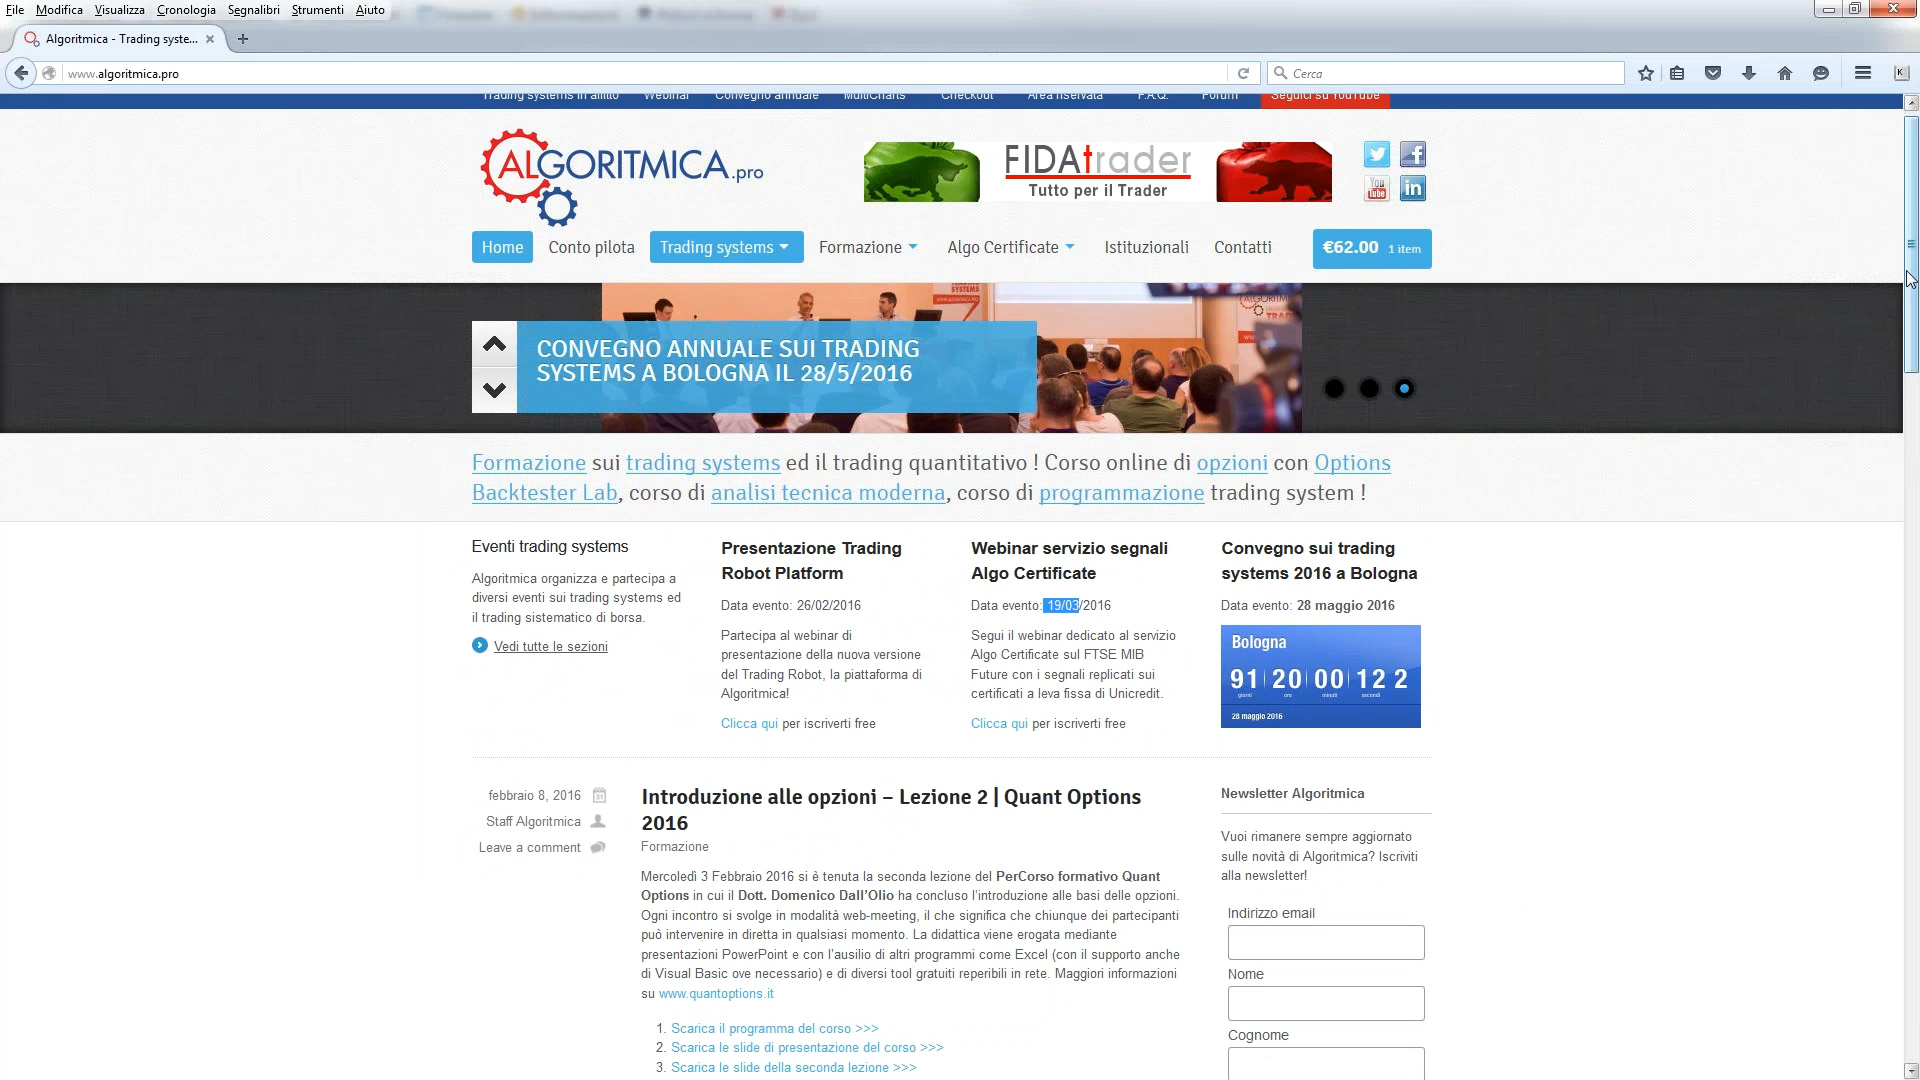 File Modifica Visualizza Cronologia Segnalibri Strumenti Aiuto
Algoritmica - Trading syste...
www.algoritmica.pro
Cerca
Trading systems in affitto Webinar Convegno annuale MultiCharts Checkout Area riservata F.A.Q. Forum Seguici su YouTube
ALGORITMICA.pro
FIDAtrader
Tutto per il Trader
You Tube
in
Home Conto pilota Trading systems Formazione Algo Certificate Istituzionali Contatti €62.00 1 item
CONVEGNO ANNUALE SUI TRADING
SYSTEMS A BOLOGNA IL 28/5/2016
Formazione sui trading systems ed il trading quantitativo ! Corso online di opzioni con Options
Backtester Lab, corso di analisi tecnica moderna, corso di programmazione trading system !
Eventi trading systems
Algoritmica organizza e partecipa a
diversi eventi sui trading systems ed
il trading sistematico di borsa.
Vedi tutte le sezioni
Presentazione Trading
Robot Platform
Data evento: 26/02/2016
Partecipa al webinar di
presentazione della nuova versione
del Trading Robot, la piattaforma di
Algoritmica!
Clicca qui per iscriverti free
Webinar servizio segnali
Algo Certificate
Data evento: 19/03/2016
Segui il webinar dedicato al servizio
Algo Certificate sul FTSE MIB
Future con i segnali replicati sui
certificati a leva fissa di Unicredit.
Clicca qui per iscriverti free
Convegno sui trading
systems 2016 a Bologna
Data evento: 28 maggio 2016
Bologna
91 20 00 12 2
giorni ore minuti secondi
28 maggio 2016
febbraio 8, 2016
Staff Algoritmica
Leave a comment
Introduzione alle opzioni – Lezione 2 | Quant Options
2016
Formazione
Mercoledì 3 Febbraio 2016 si è tenuta la seconda lezione del PerCorso formativo Quant
Options in cui il Dott. Domenico Dall'Olio ha concluso l'introduzione alle basi delle opzioni.
Ogni incontro si svolge in modalità web-meeting, il che significa che chiunque dei partecipanti
può intervenire in diretta in qualsiasi momento. La didattica viene erogata mediante
presentazioni PowerPoint e con l'ausilio di altri programmi come Excel (con il supporto anche
di Visual Basic ove necessario) e di diversi tool gratuiti reperibili in rete. Maggiori informazioni
su www.quantoptions.it
1. Scarica il programma del corso >>>
2. Scarica le slide di presentazione del corso >>>
3. Scarica le slide della seconda lezione >>>
Newsletter Algoritmica
Vuoi rimanere sempre aggiornato
sulle novità di Algoritmica? Iscriviti
alla newsletter!
Indirizzo email
Nome
Cognome